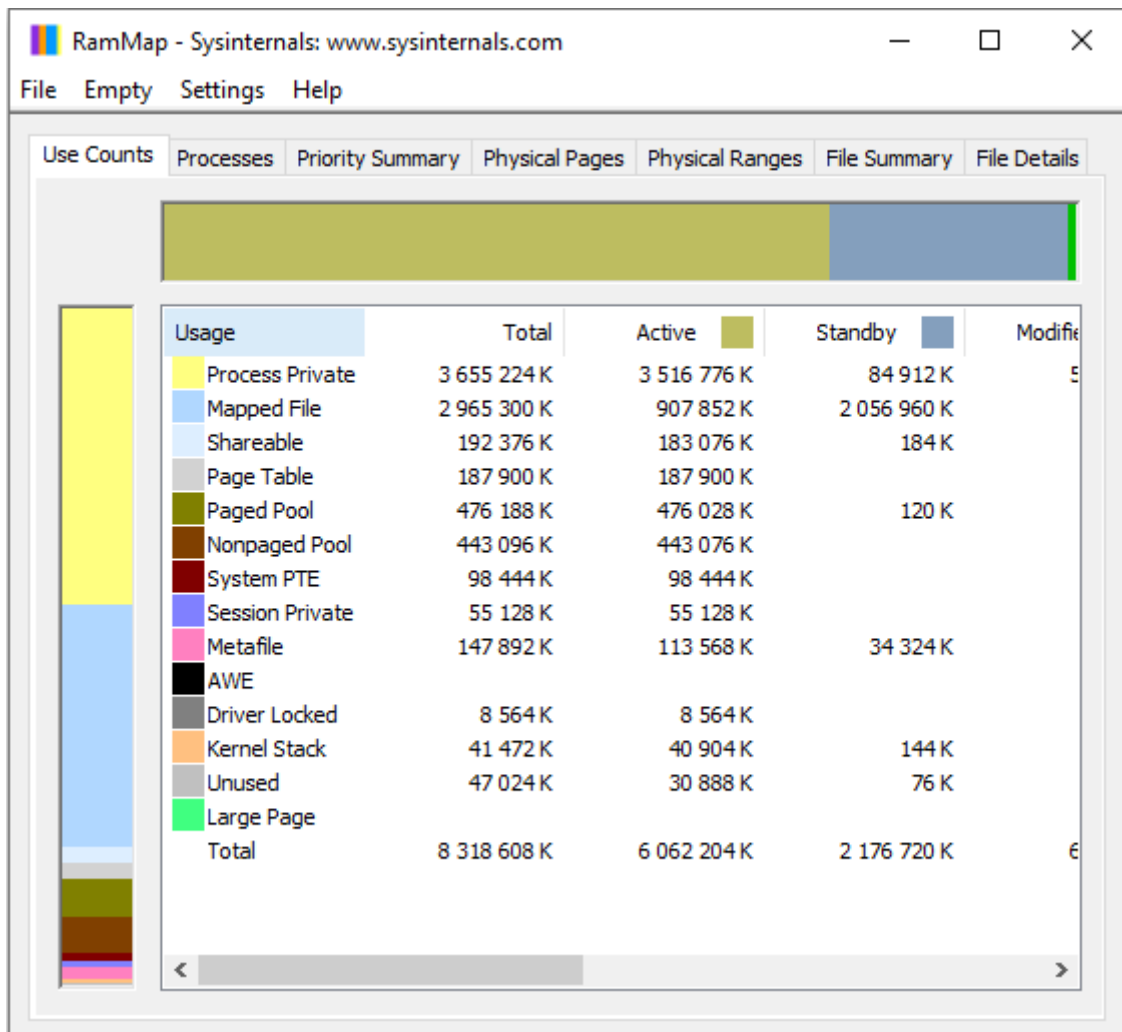 RamMap - Sysinternals: www.sysinternals.com
File Empty Settings Help
Use Counts Processes Priority Summary Physical Pages Physical Ranges File Summary File Details
Usage Total Active Standby Modifie
Process Private 3 655 224 K 3 516 776 K 84 912 K 5
Mapped File 2 965 300 K 907 852 K 2 056 960 K
Shareable 192 376 K 183 076 K 184 K
Page Table 187 900 K 187 900 K
Paged Pool 476 188 K 476 028 K 120 K
Nonpaged Pool 443 096 K 443 076 K
System PTE 98 444 K 98 444 K
Session Private 55 128 K 55 128 K
Metafile 147 892 K 113 568 K 34 324 K
AWE
Driver Locked 8 564 K 8 564 K
Kernel Stack 41 472 K 40 904 K 144 K
Unused 47 024 K 30 888 K 76 K
Large Page
Total 8 318 608 K 6 062 204 K 2 176 720 K 6